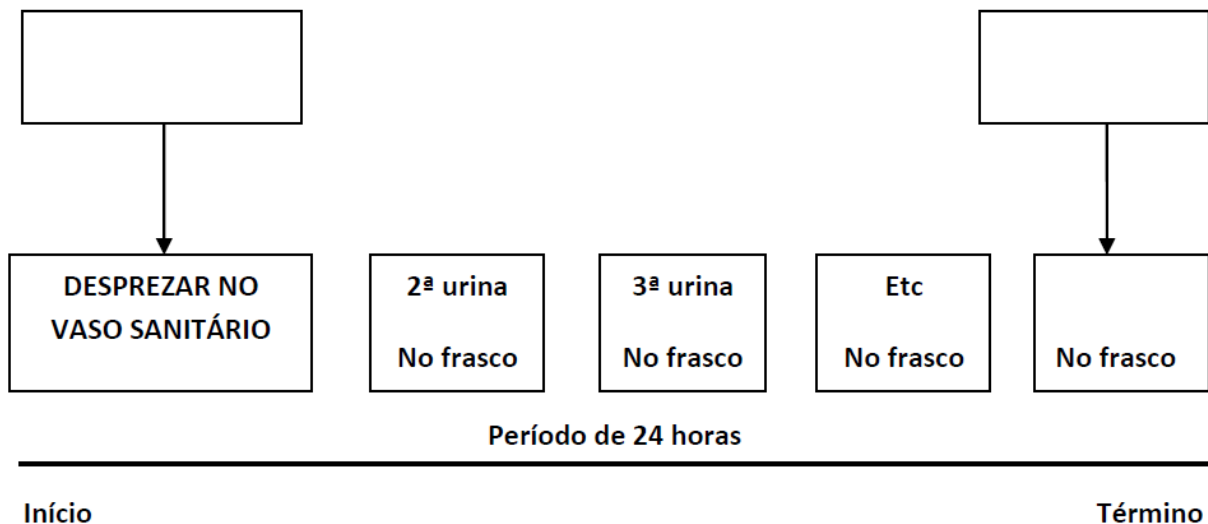 DESPREZAR NO
VASO SANITÁRIO
2ª urina
No frasco
3ª urina
No frasco
Etc
No frasco
No frasco
Período de 24 horas
Início
Término